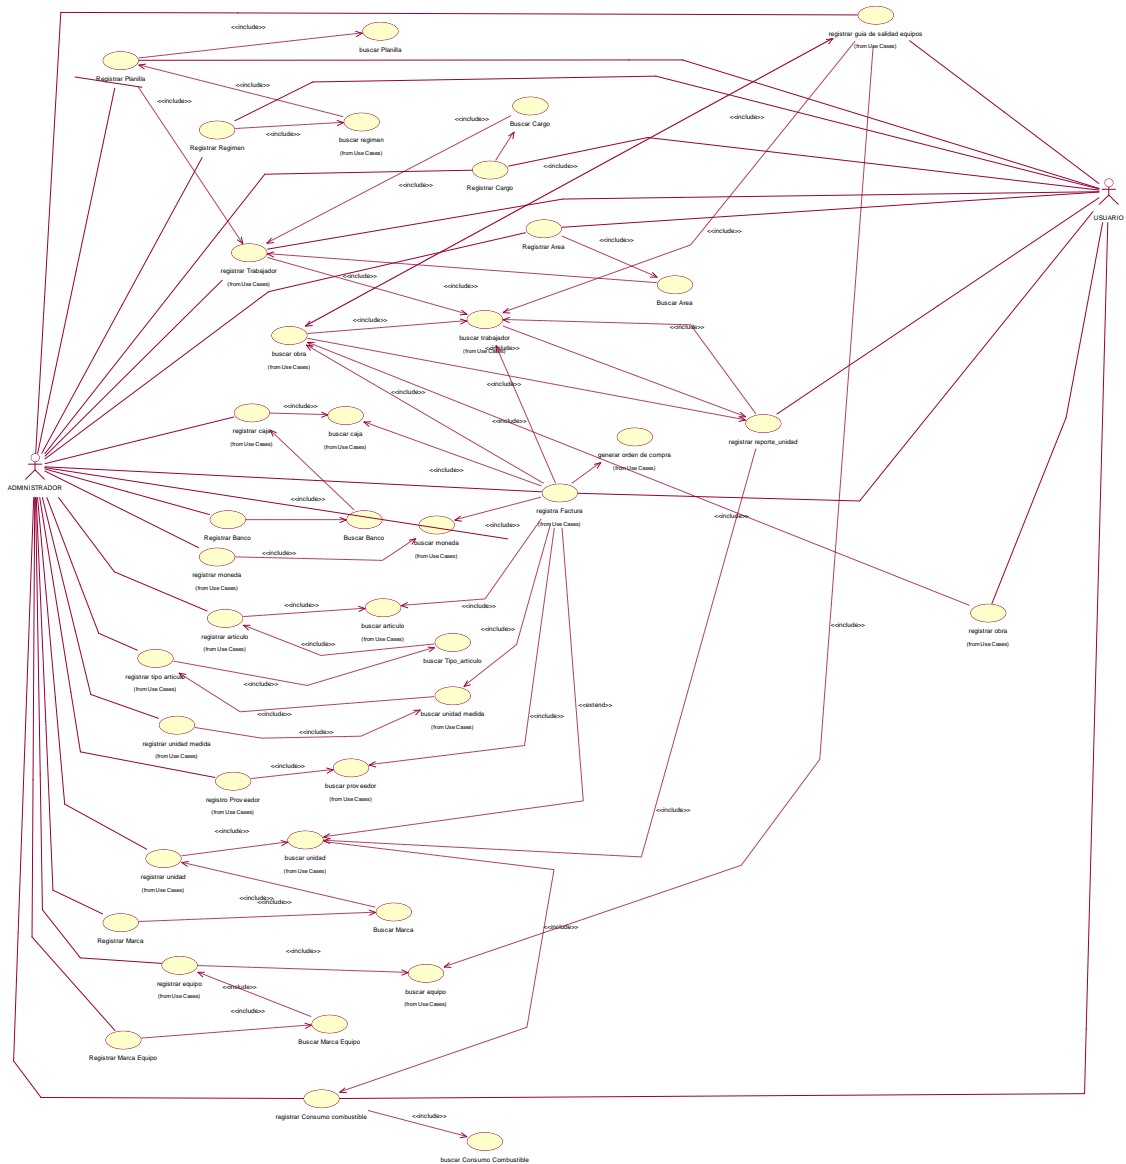 registrar guia de salidad equipos
(from Use Cases)
<<include>>
buscar Planilla
Registrar Planilla
<<include>>
<<include>>
buscar regimen
(from Use Cases)
<<include>>
Registrar Regimen
Buscar Cargo
<<include>>
<<include>>
<<include>>
Registrar Cargo
<<include>>
USUARIO
Registrar Area
<<include>>
<<include>>
registrar Trabajador
(from Use Cases)
<<include>>
<<include>>
Buscar Area
<<include>>
buscar trabajador
(from Use Cases)
<<include>>
<<include>>
buscar obra
(from Use Cases)
<<include>>
<<include>>
registrar caja
(from Use Cases)
<<include>>
buscar caja
(from Use Cases)
registrar reporte_unidad
(from Use Cases)
generar orden de compra
(from Use Cases)
<<include>>
ADMINISTRADOR
<<include>>
registra Factura
(from Use Cases)
<<include>>
Registrar Banco
Buscar Banco
buscar moneda
(from Use Cases)
<<include>>
<<include>>
registrar moneda
(from Use Cases)
<<include>>
registrar articulo
(from Use Cases)
<<include>>
buscar articulo
(from Use Cases)
<<include>>
<<include>>
<<include>>
registrar obra
(from Use Cases)
<<include>>
buscar Tipo_articulo
registrar tipo articulo
(from Use Cases)
<<include>>
buscar unidad medida
(from Use Cases)
<<include>>
<<include>>
<<extend>>
<<include>>
registrar unidad medida
(from Use Cases)
<<include>>
registro Proveedor
(from Use Cases)
buscar proveedor
(from Use Cases)
<<include>>
<<include>>
buscar unidad
(from Use Cases)
registrar unidad
(from Use Cases)
<<include>>
<<include>>
Registrar Marca
Buscar Marca
<<include>>
<<include>>
registrar equipo
(from Use Cases)
<<include>>
buscar equipo
(from Use Cases)
<<include>>
Registrar Marca Equipo
Buscar Marca Equipo
registrar Consumo combustible
<<include>>
buscar Consumo Combustible